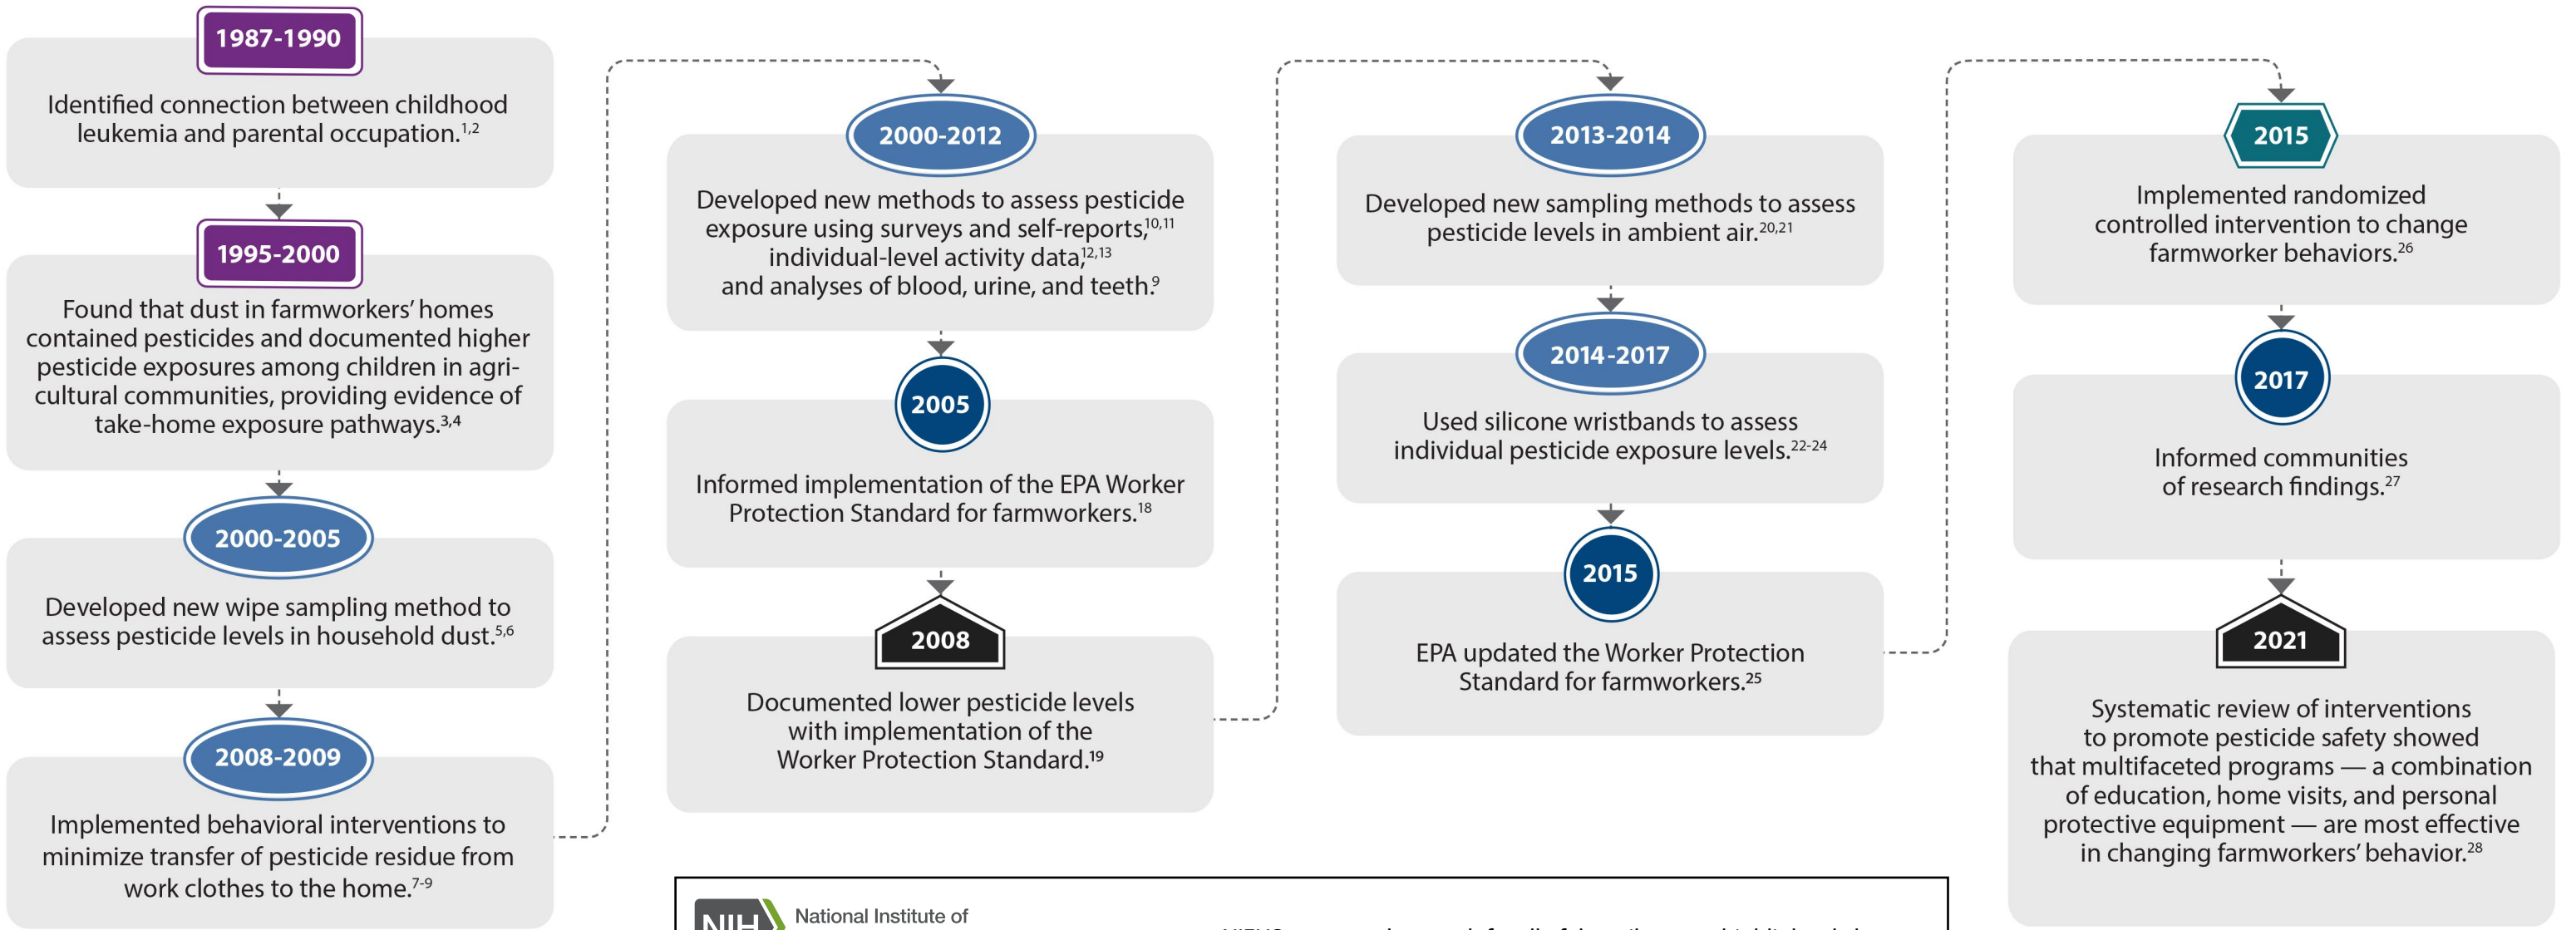 1987-1990
Identified connection between childhood
leukemia and parental occupation.1,2
1995-2000
Found that dust in farmworkers’ homes
contained pesticides and documented higher
pesticide exposures among children in agri-
cultural communities, providing evidence of
take-home exposure pathways.3,4
2000-2005
Developed new wipe sampling method to
assess pesticide levels in household dust.5,6
2008-2009
Implemented behavioral interventions to
minimize transfer of pesticide residue from
work clothes to the home.7-9
2000-2012
Developed new methods to assess pesticide
exposure using surveys and self-reports,10,11
individual-level activity data,12,13
and analyses of blood, urine, and teeth.9
2005
Informed implementation of the EPA Worker
Protection Standard for farmworkers.18
2008
Documented lower pesticide levels
with implementation of the
Worker Protection Standard.19
2013-2014
Developed new sampling methods to assess
pesticide levels in ambient air.20,21
2014-2017
Used silicone wristbands to assess
individual pesticide exposure levels.22-24
2015
EPA updated the Worker Protection
Standard for farmworkers.25
2015
Implemented randomized
controlled intervention to change
farmworker behaviors.26
2017
Informed communities
of research findings.27
2021
Systematic review of interventions
to promote pesticide safety showed
that multifaceted programs — a combination
of education, home visits, and personal
protective equipment — are most effective
in changing farmworkers’ behavior.28
NIH
National Institute of